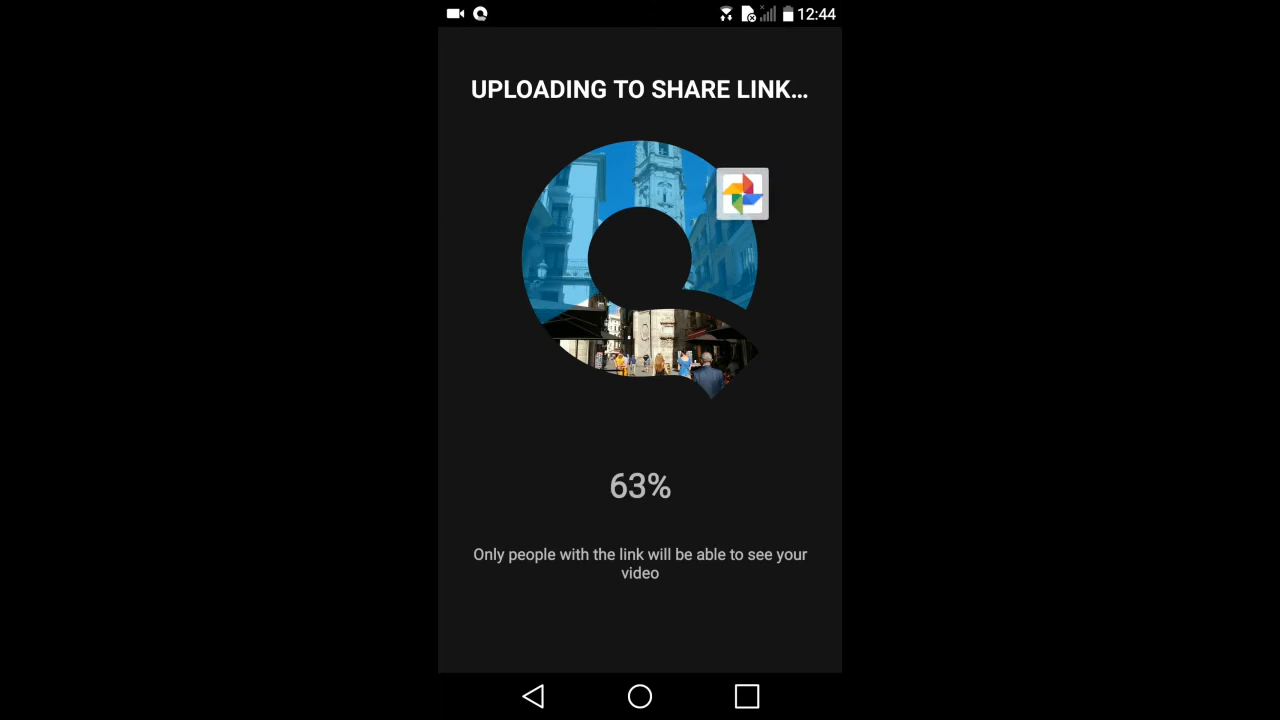 12:44
UPLOADING TO SHARE LINK...
63%
Only people with the link will be able to see your
video